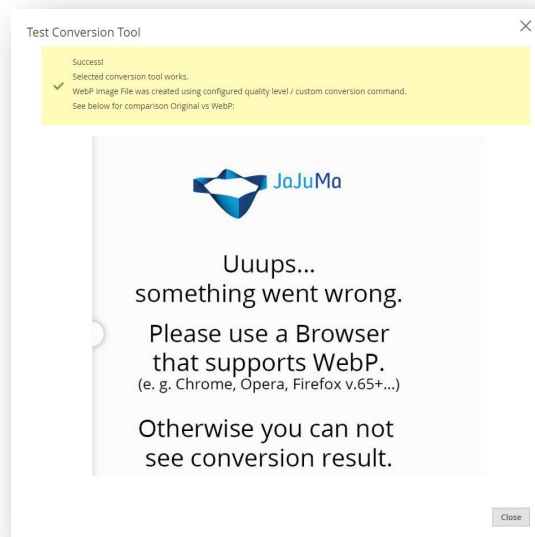 Test Conversion Tool
Success!
Selected conversion tool works.
WebP Image File was created using configured quality level / custom conversion command.
See below for comparison Original vs WebP:
JaJuMa
Uuups...
something went wrong.
Please use a Browser
that supports WebP.
(e. g. Chrome, Opera, Firefox v.65+...)
Otherwise you can not
see conversion result.
Close